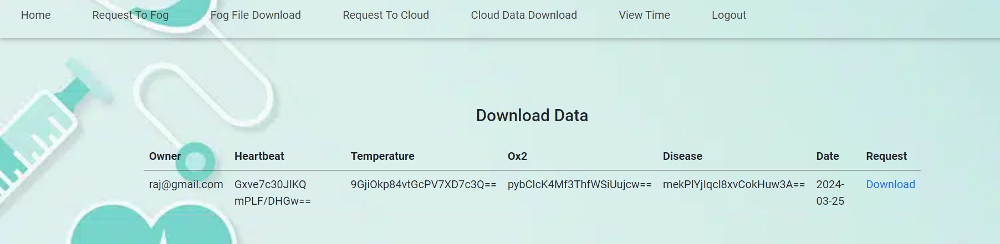 Home Request To Fog Fog File Download Request To Cloud Cloud Data Download View Time Logout
Download Data
Owner Heartbeat Temperature Ox2 Disease Date Request
raj@gmail.com Gxve7c30JlKQ 9GjiOkp84vtGcPV7XD7c3Q== pybClcK4Mf3ThfWSiUujcw== mekPlYjIqcl8xvCokHuw3A== 2024- Download
mPLF/DHGw== 03-25